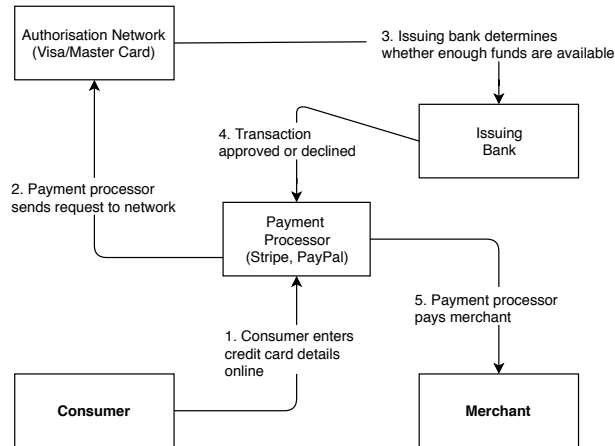 Authorisation Network
(Visa/Master Card)
3. Issuing bank determines
whether enough funds are available
4. Transaction
approved or declined
Issuing
Bank
2. Payment processor
sends request to network
Payment
Processor
(Stripe, PayPal)
5. Payment processor
pays merchant
1. Consumer enters
credit card details
online
Consumer
Merchant